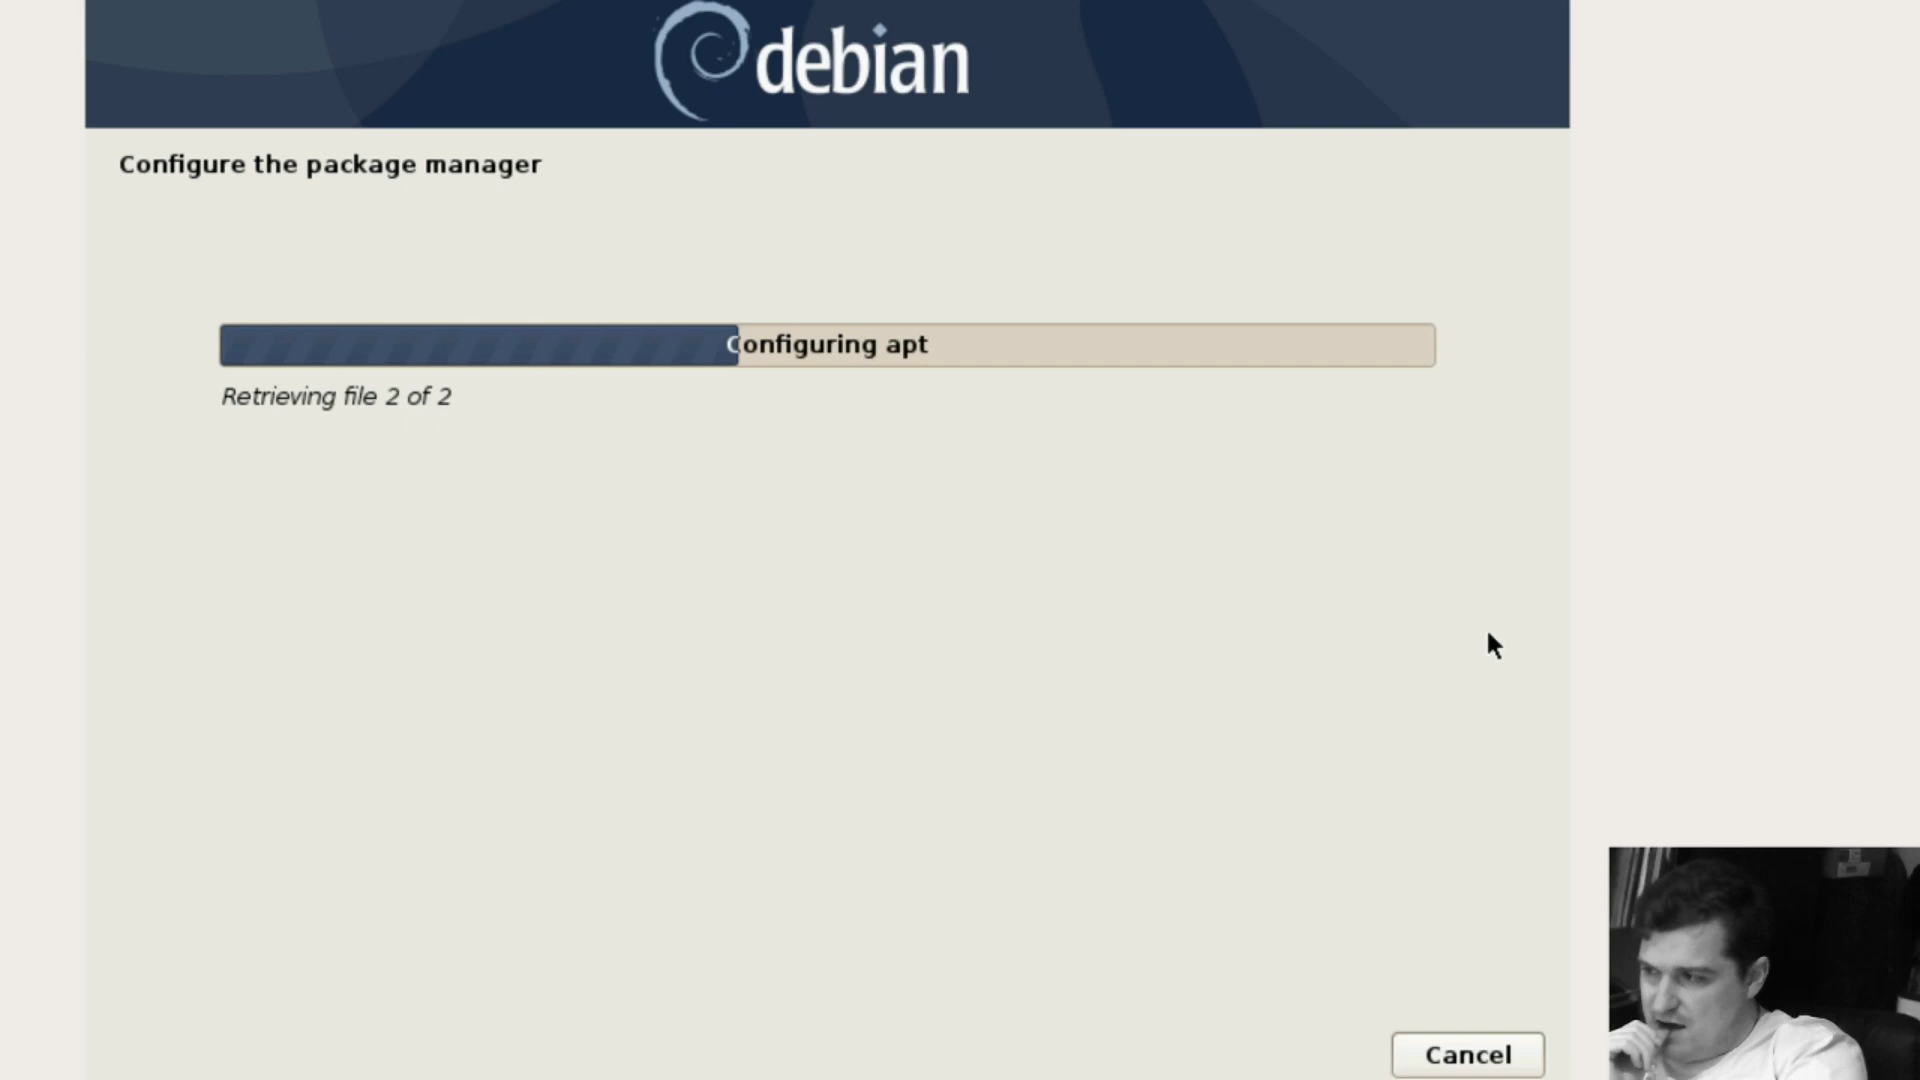 debian
Configure the package manager
Configuring apt
Retrieving file 2 of 2
Cancel